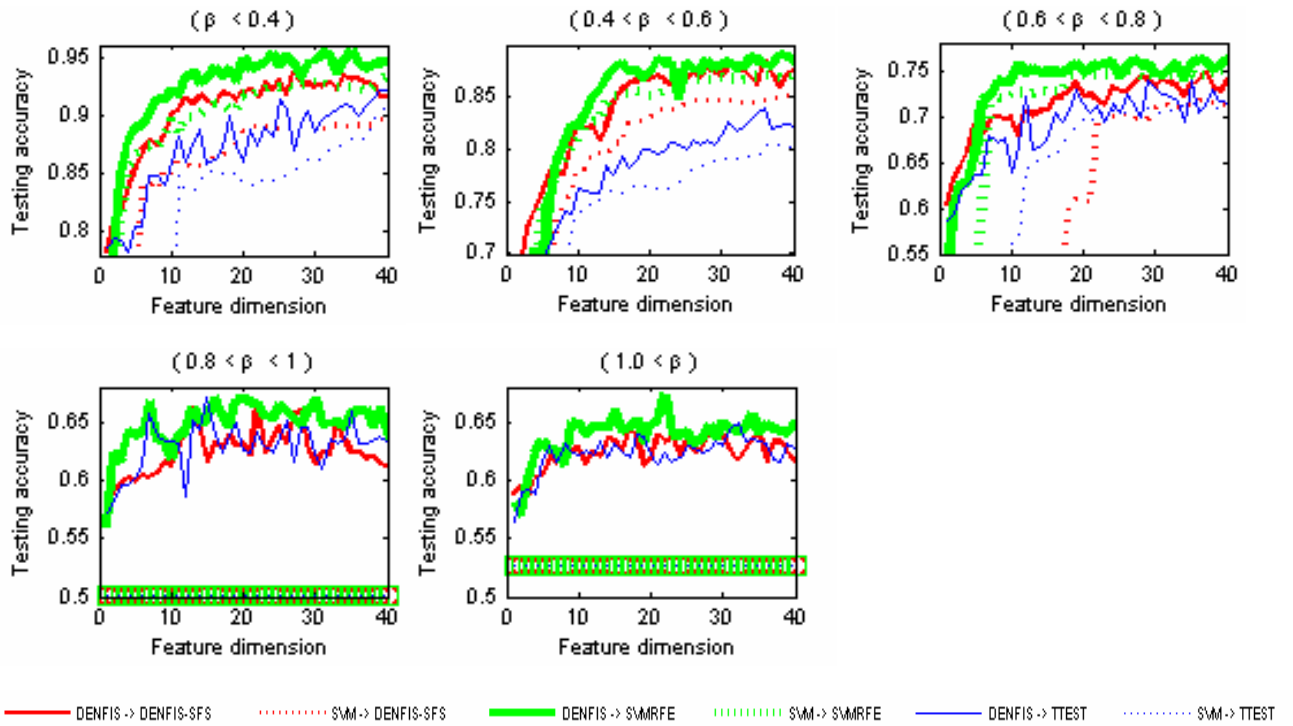 ( β < 0.4 )
( 0.4 < β < 0.6 )
( 0.6 < β < 0.8 )
Testing accuracy
0.95
0.9
0.85
0.8
0 10 20 30 40
Feature dimension
Testing accuracy
0.85
0.8
0.75
0.7
0 10 20 30 40
Feature dimension
Testing accuracy
0.75
0.7
0.65
0.6
0.55
0 10 20 30 40
Feature dimension
( 0.8 < β < 1 )
( 1.0 < β )
Testing accuracy
0.65
0.6
0.55
0.5
0 10 20 30 40
Feature dimension
Testing accuracy
0.65
0.6
0.55
0.5
0 10 20 30 40
Feature dimension
DENFIS -> DENFIS-SFS SVM -> DENFIS-SFS DENFIS -> SVMRFE SVM -> SVMRFE DENFIS -> TTEST SVM -> TTEST